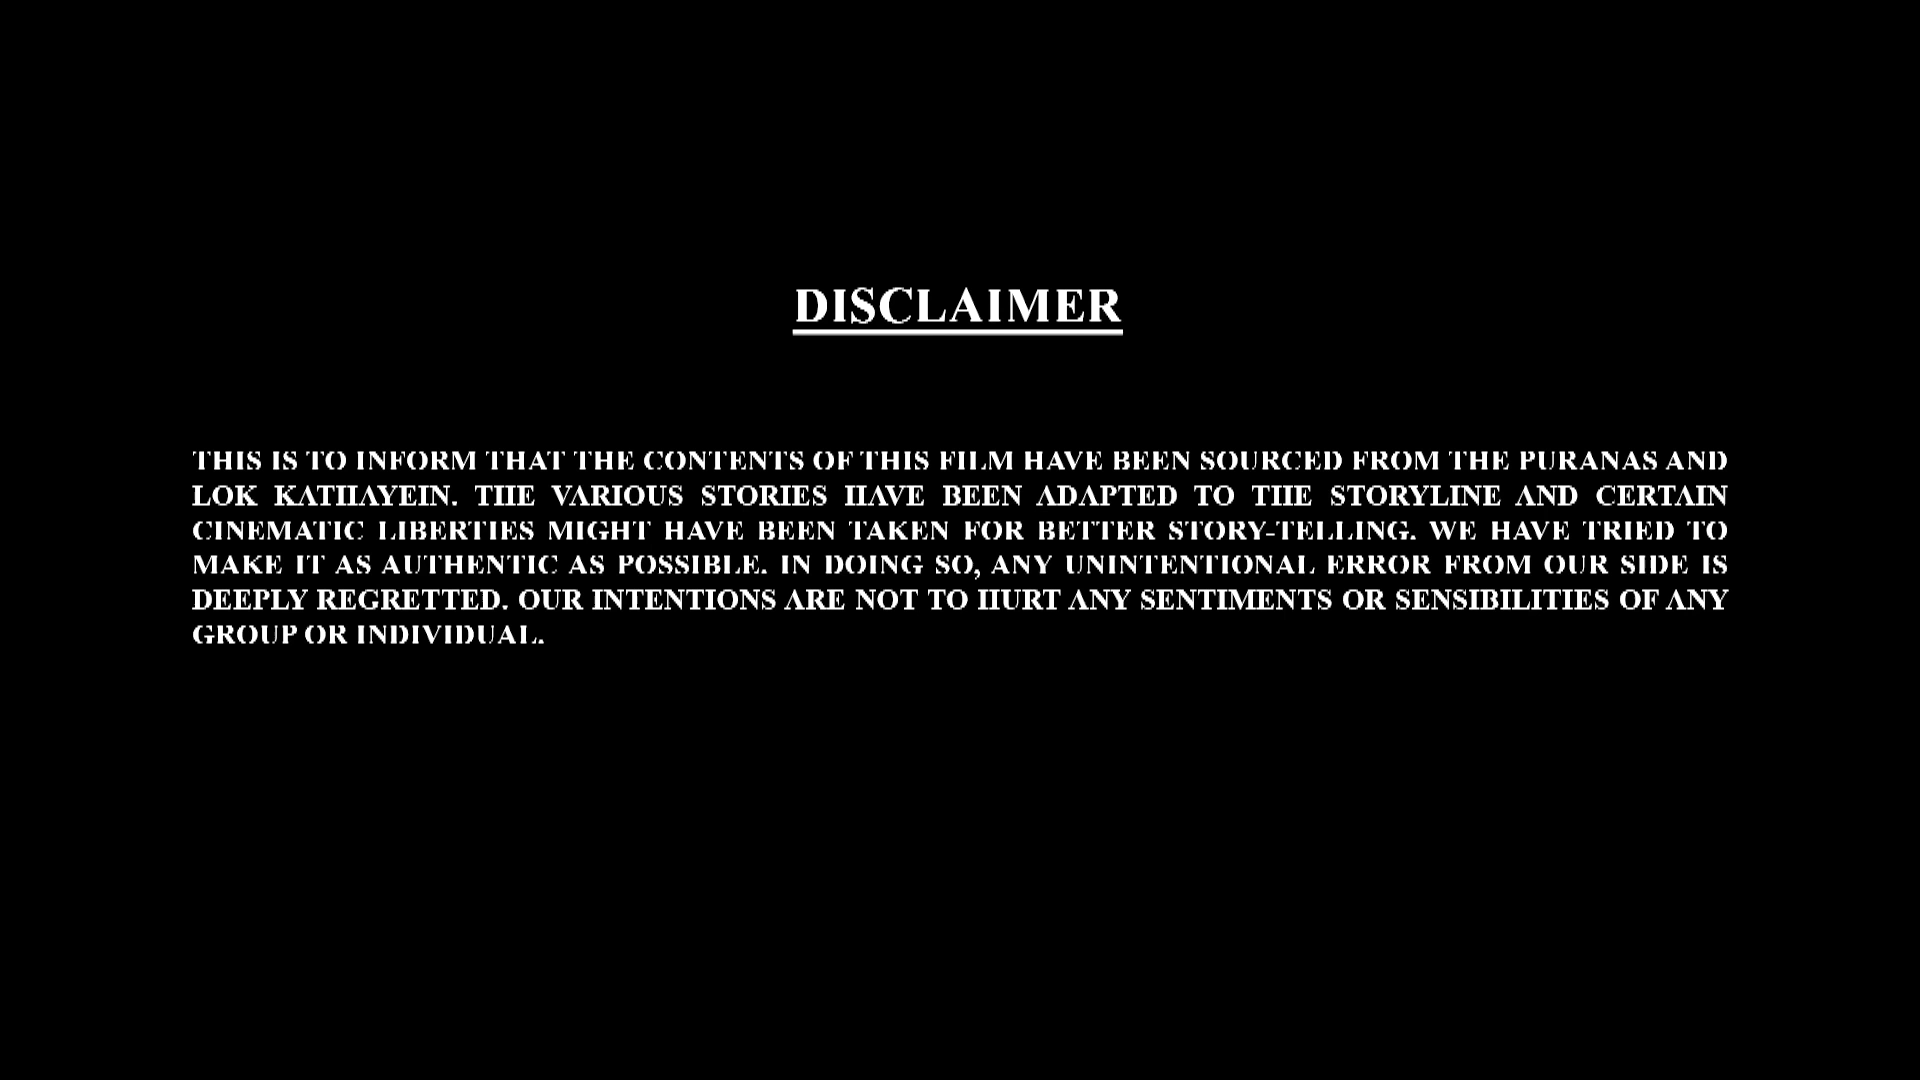 DISCLAIMER
THIS IS TO INFORM THAT THE CONTENTS OF THIS FILM HAVE BEEN SOURCED FROM THE PURANAS AND
LOK KATHAYEIN. THE VARIOUS STORIES HAVE BEEN ADAPTED TO THE STORYLINE AND CERTAIN
CINEMATIC LIBERTIES MIGHT HAVE BEEN TAKEN FOR BETTER STORY-TELLING. WE HAVE TRIED TO
MAKE IT AS AUTHENTIC AS POSSIBLE. IN DOING SO, ANY UNINTENTIONAL ERROR FROM OUR SIDE IS
DEEPLY REGRETTED. OUR INTENTIONS ARE NOT TO HURT ANY SENTIMENTS OR SENSIBILITIES OF ANY
GROUP OR INDIVIDUAL.